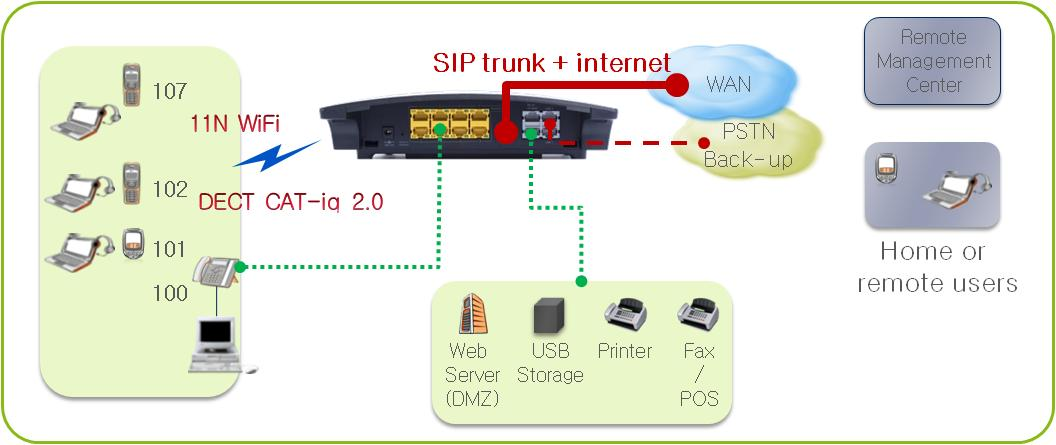 107
11N WiFi
102
DECT CAT-iq 2.0
101
100
SIP trunk + internet
WAN
PSTN
Back-up
Remote
Management
Center
Home or
remote users
Web
Server
(DMZ)
USB
Storage
Printer
Fax
/
POS